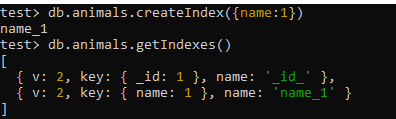 test> db.animals.createIndex({name:1})
name_1
test> db.animals.getIndexes()
[
  { v: 2, key: { _id: 1 }, name: '_id_' },
  { v: 2, key: { name: 1 }, name: 'name_1' }
]